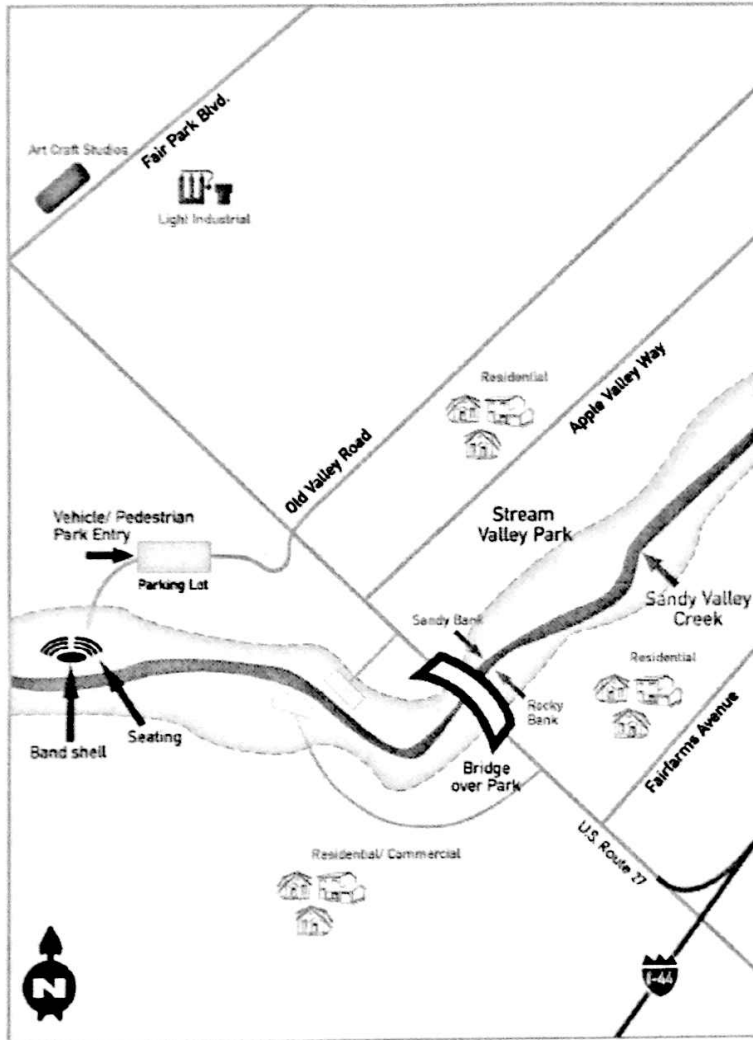 Fair Park Blvd.
Art Craft Studios
Light Industrial
Residential
Apple Valley Way
Old Valley Road
Stream
Valley Park
Vehicle/ Pedestrian
Park Entry
Parking Lot
Sandy Valley
Creek
Sandy Bank
Residential
Rocky
Bank
Seating
Band shell
Bridge
over Park
Fairfarms Avenue
U.S. Route 27
Residential/ Commercial
N
I-44